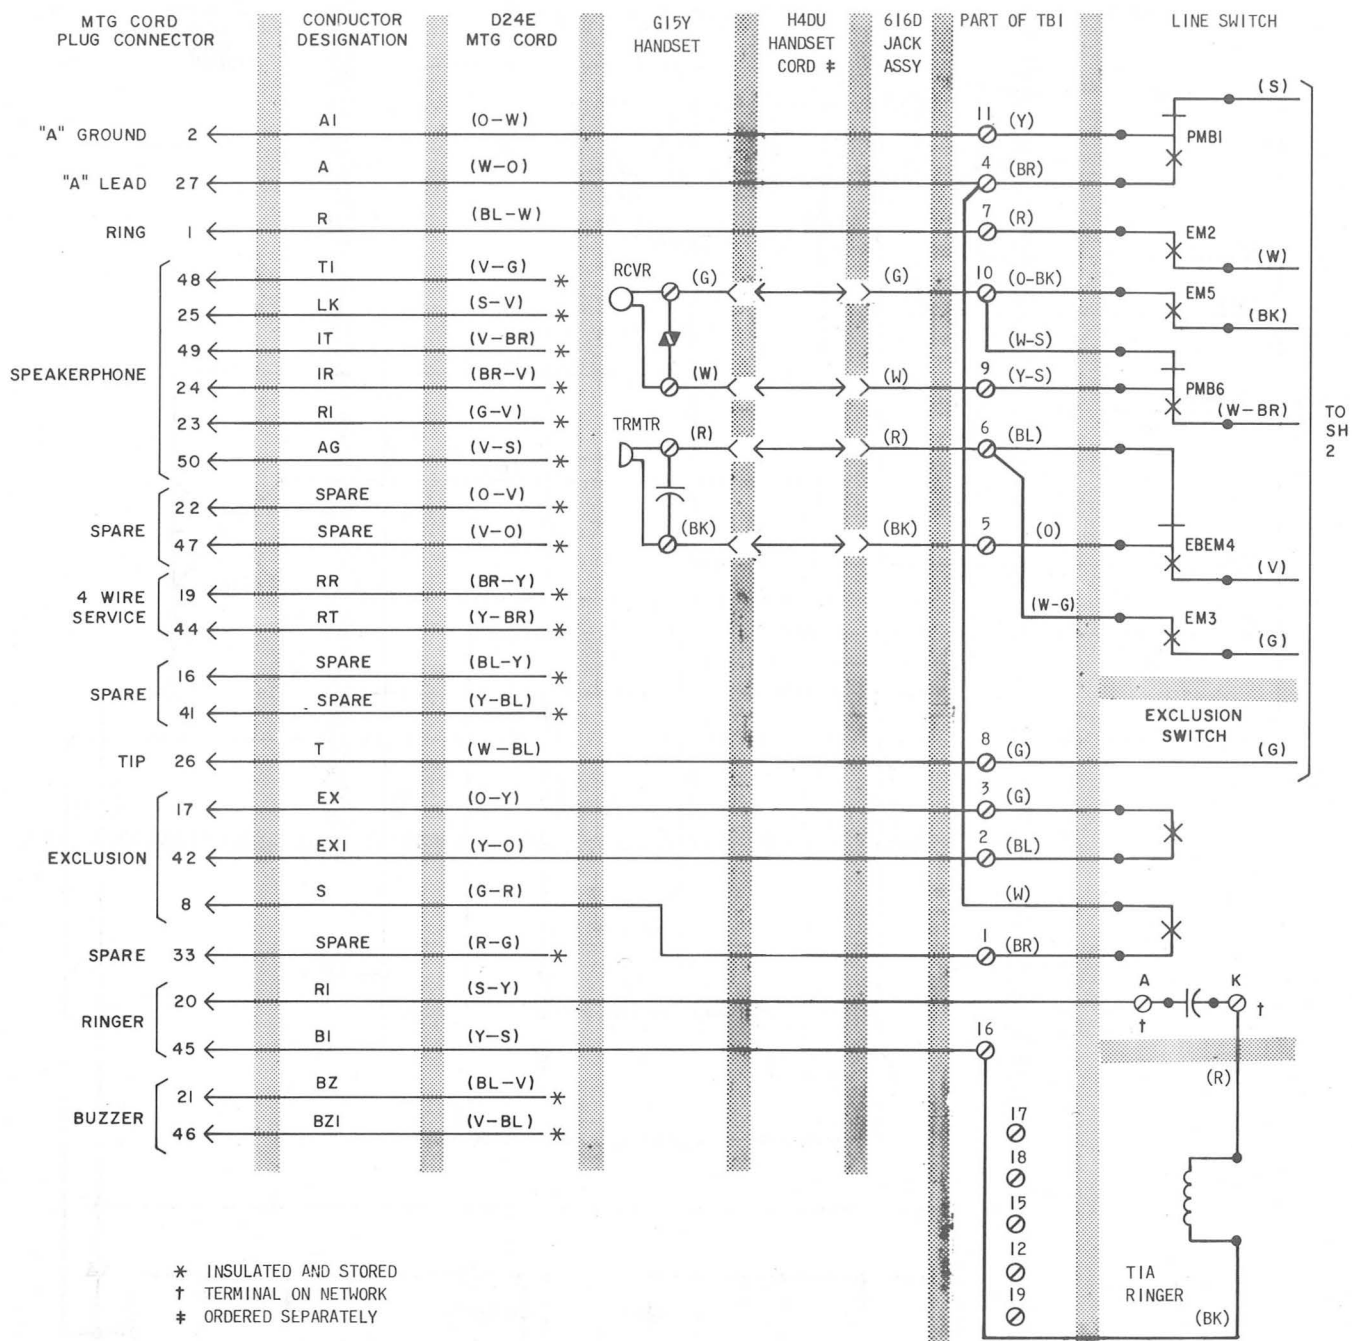 MTG CORD PLUG CONNECTOR
CONDUCTOR DESIGNATION
D24E MTG CORD
G15Y HANDSET
H4DU HANDSET CORD ‡
616D JACK ASSY
PART OF TB1
LINE SWITCH
(S)
"A" GROUND 2 A1 (O-W) 11 (Y) PMB1
"A" LEAD 27 A (W-O) 4 (BR)
RING 1 R (BL-W) 7 (R) EM2
(W)
SPEAKERPHONE
48 T1 (V-G) *
RCVR (G) (G) 10 (O-BK) EM5
25 LK (S-V) *
(BK)
49 IT (V-BR) *
(W-S)
24 IR (BR-V) *
(W) (W) 9 (Y-S) PMB6
(W-BR)
23 RI (G-V) *
50 AG (V-S) *
TRMTR (R) (R) 6 (BL)
TO SH 2
SPARE
22 SPARE (O-V) *
47 SPARE (V-O) *
(BK) (BK) 5 (O) EBEM4
(V)
4 WIRE SERVICE
19 RR (BR-Y) *
44 RT (Y-BR) *
(W-G) EM3
(G)
SPARE
16 SPARE (BL-Y) *
41 SPARE (Y-BL) *
EXCLUSION SWITCH
TIP 26 T (W-BL) 8 (G) (G)
EXCLUSION
17 EX (O-Y) 3 (G)
42 EX1 (Y-O) 2 (BL)
8 S (G-R) (W)
SPARE 33 SPARE (R-G) * 1 (BR)
RINGER
20 RI (S-Y) A † K †
45 BI (Y-S) 16
(R)
BUZZER
21 BZ (BL-V) *
46 BZ1 (V-BL) *
17
18
15
12
19
T1A RINGER
(BK)
* INSULATED AND STORED
† TERMINAL ON NETWORK
‡ ORDERED SEPARATELY